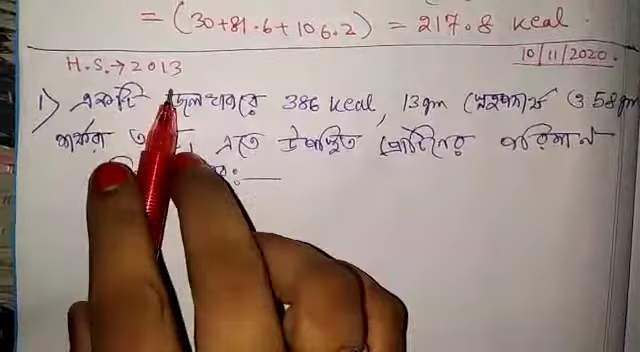 = (30+81.6+106.2) = 217.8 kcal.
10/11/2020.
H.S.→2013
1) একটি জলখাবারে 386 kcal, 13gm স্নেহপদার্থ ও 58gm
শর্করা এতে উপস্থিত প্রোটিনের পরিমান